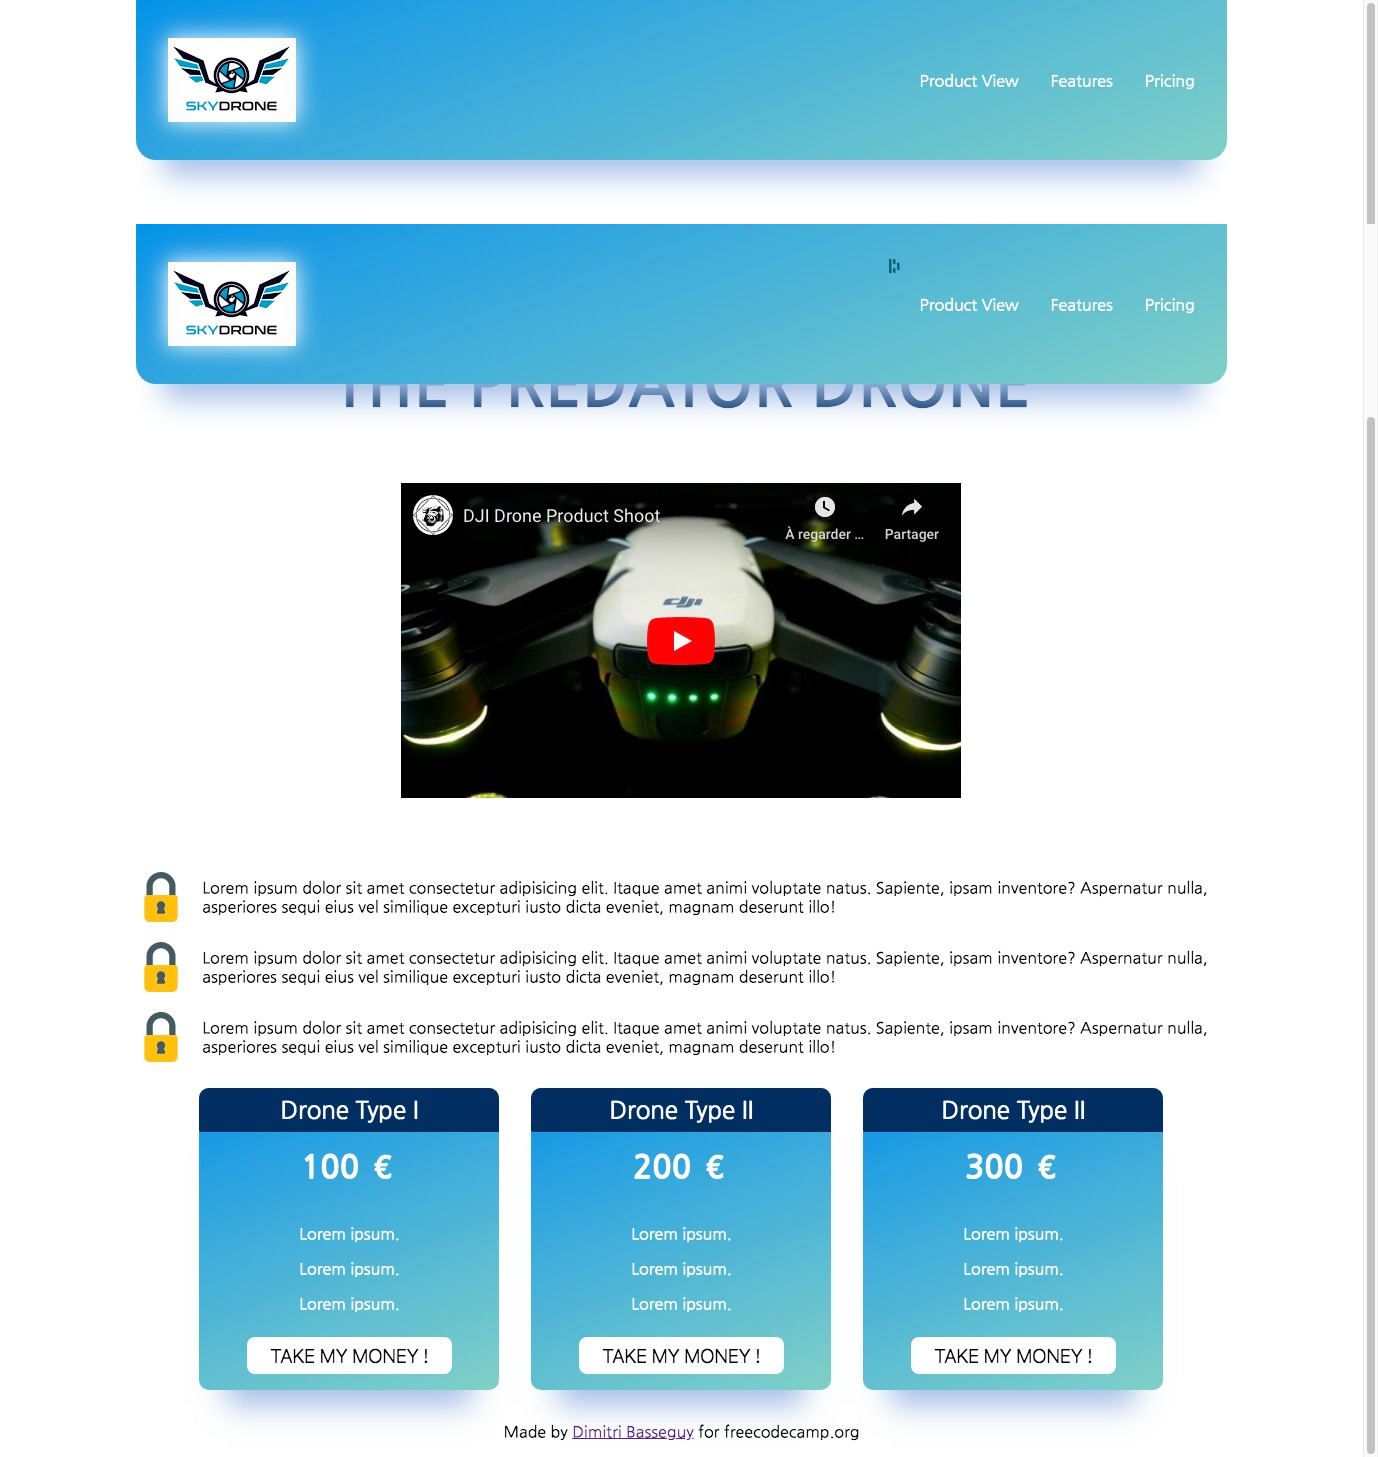 SKYDRONE
Product View Features Pricing
SKYDRONE
Product View Features Pricing
THE PREDATOR DRONE
DJI Drone Product Shoot
À regarder ...
Partager
dji
Lorem ipsum dolor sit amet consectetur adipisicing elit. Itaque amet animi voluptate natus. Sapiente, ipsam inventore? Aspernatur nulla,
asperiores sequi eius vel similique excepturi iusto dicta eveniet, magnam deserunt illo!
Lorem ipsum dolor sit amet consectetur adipisicing elit. Itaque amet animi voluptate natus. Sapiente, ipsam inventore? Aspernatur nulla,
asperiores sequi eius vel similique excepturi iusto dicta eveniet, magnam deserunt illo!
Lorem ipsum dolor sit amet consectetur adipisicing elit. Itaque amet animi voluptate natus. Sapiente, ipsam inventore? Aspernatur nulla,
asperiores sequi eius vel similique excepturi iusto dicta eveniet, magnam deserunt illo!
Drone Type I
100 €
Lorem ipsum.
Lorem ipsum.
Lorem ipsum.
TAKE MY MONEY !
Drone Type II
200 €
Lorem ipsum.
Lorem ipsum.
Lorem ipsum.
TAKE MY MONEY !
Drone Type II
300 €
Lorem ipsum.
Lorem ipsum.
Lorem ipsum.
TAKE MY MONEY !
Made by Dimitri Basseguy for freecodecamp.org